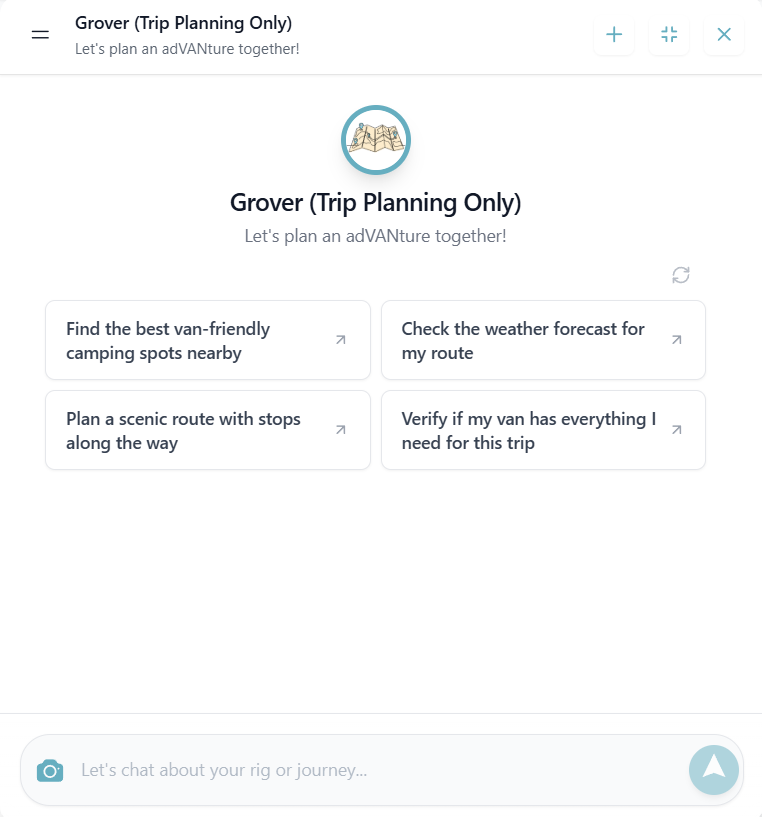 Grover (Trip Planning Only)
Let's plan an adVANture together!
Grover (Trip Planning Only)
Let's plan an adVANture together!
Find the best van-friendly
camping spots nearby
Check the weather forecast for
my route
Plan a scenic route with stops
along the way
Verify if my van has everything I
need for this trip
Let's chat about your rig or journey...